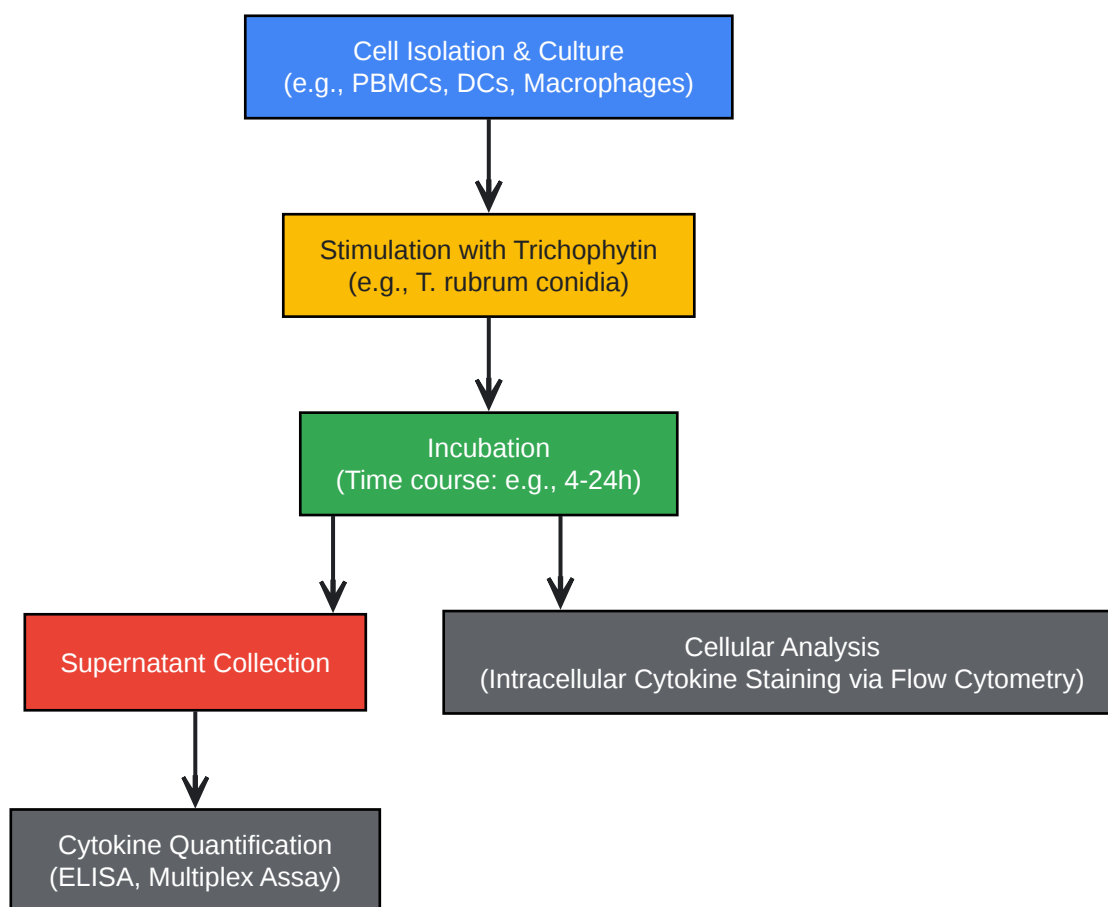 Cell Isolation & Culture
(e.g., PBMCs, DCs, Macrophages)
Stimulation with Trichophytin
(e.g., T. rubrum conidia)
Incubation
(Time course: e.g., 4-24h)
Supernatant Collection
Cellular Analysis
(Intracellular Cytokine Staining via Flow Cytometry)
Cytokine Quantification
(ELISA, Multiplex Assay)